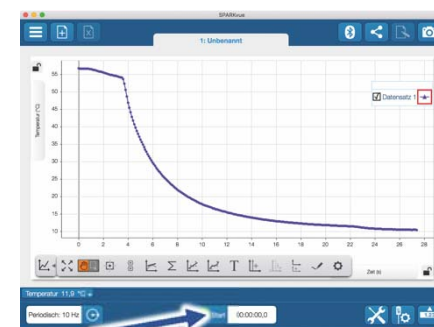 SPARKvue
1: Unbenannt
Datensatz 1
Temperatur (°C)
55
50
45
40
35
30
25
20
15
10
0 2 4 6 8 10 12 14 16 18 20 22 24 26 28
Zeit (s)
Temperatur 11,9 °C
Periodisch: 10 Hz
Start
00:00:00,0